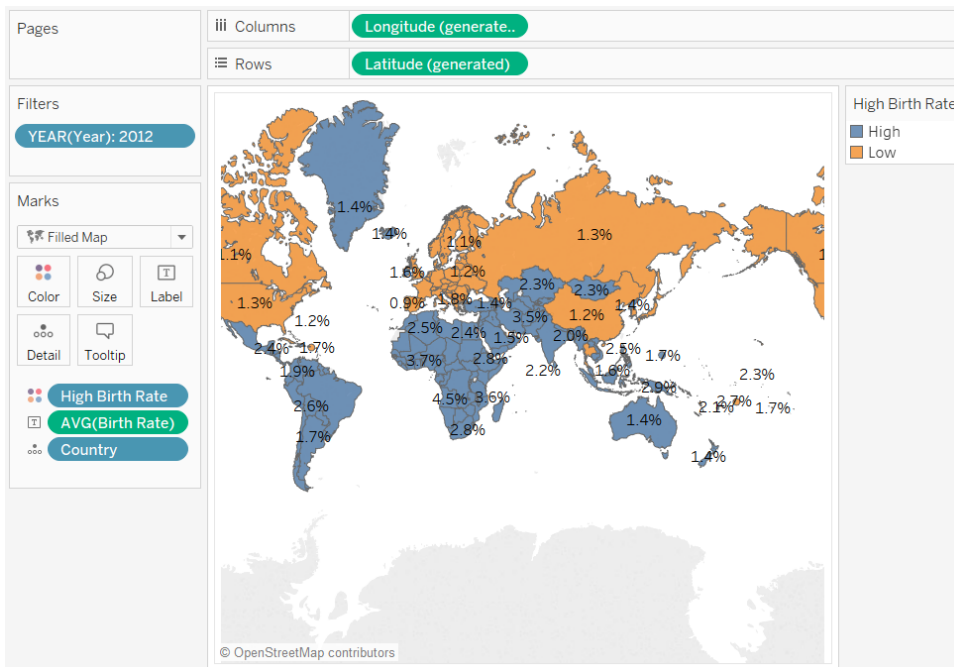 Pages
Columns
Longitude (generate..
Rows
Latitude (generated)
Filters
YEAR(Year): 2012
Marks
Filled Map
Color
Size
Label
Detail
Tooltip
High Birth Rate
AVG(Birth Rate)
Country
High Birth Rate
High
Low
1.4%
1.4%
1.1%
1.3%
1.1%
1.6%
1.2%
1.3%
0.9%
1.8%
1.4%
2.3%
2.3%
1.4%
1.2%
1.2%
2.5%
2.4%
3.5%
1.5%
2.0%
2.4%
1.7%
1.9%
3.7%
2.8%
2.2%
2.5%
1.6%
1.7%
2.3%
2.6%
4.5%
3.6%
2.9%
2.1%
2.7%
1.7%
1.7%
2.8%
1.4%
1.4%
© OpenStreetMap contributors